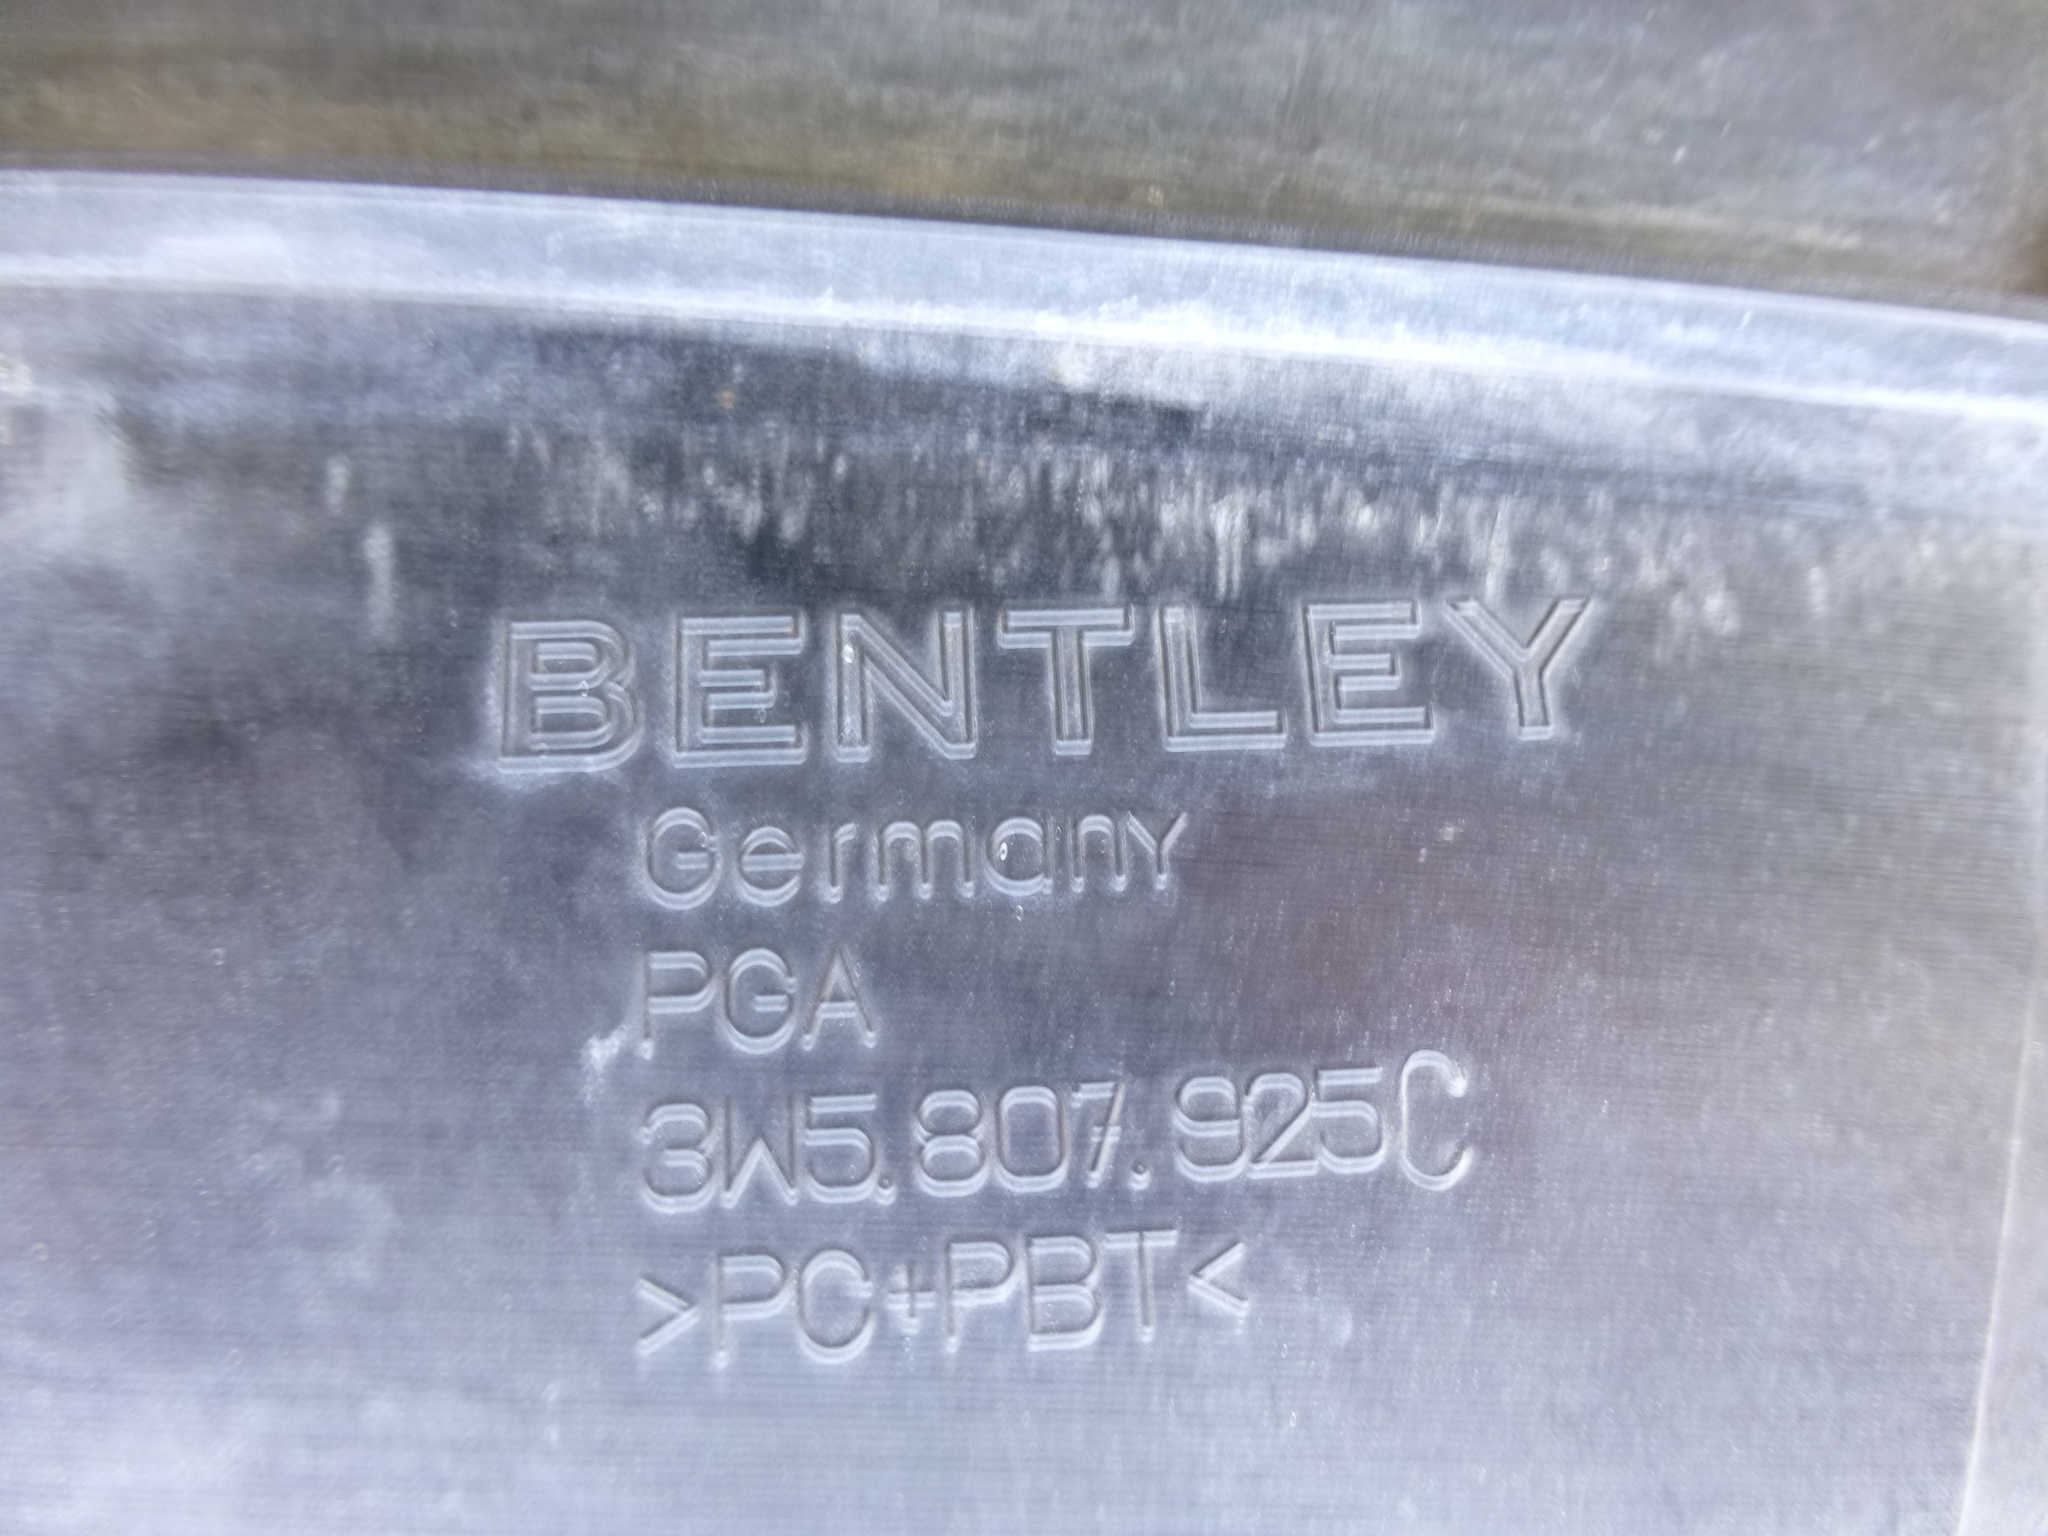 BENTLEY
Germany
PGA
3W5.807.925C
>PC+PBT<